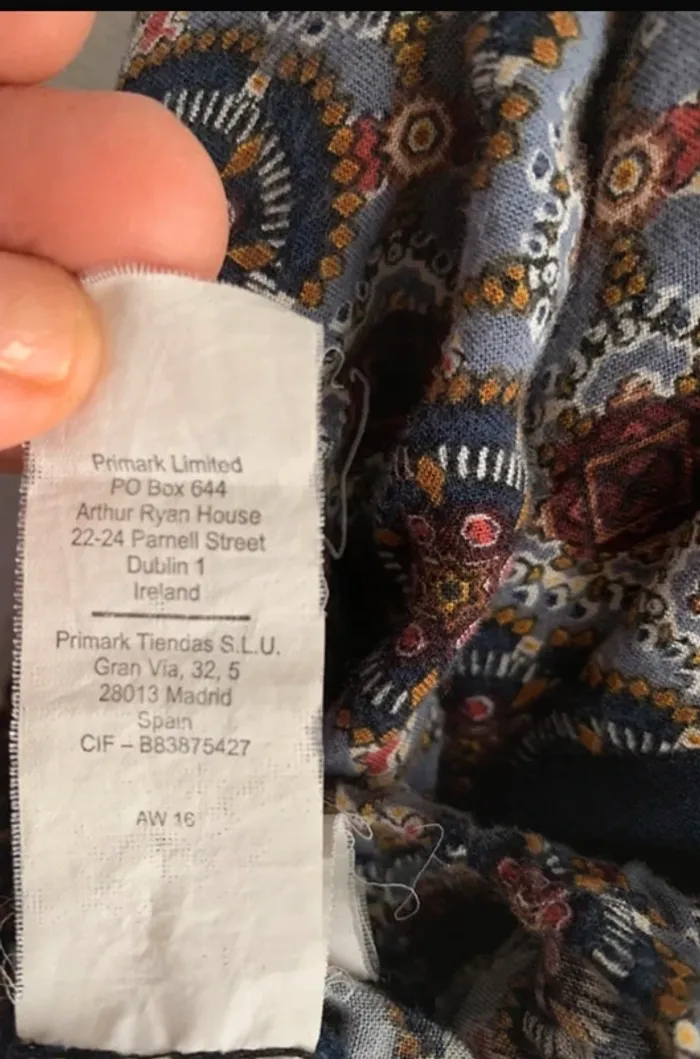 Primark Limited
PO Box 644
Arthur Ryan House
22-24 Parnell Street
Dublin 1
Ireland
Primark Tiendas S.L.U.
Gran Via, 32, 5
28013 Madrid
Spain
CIF – B83875427
AW 16